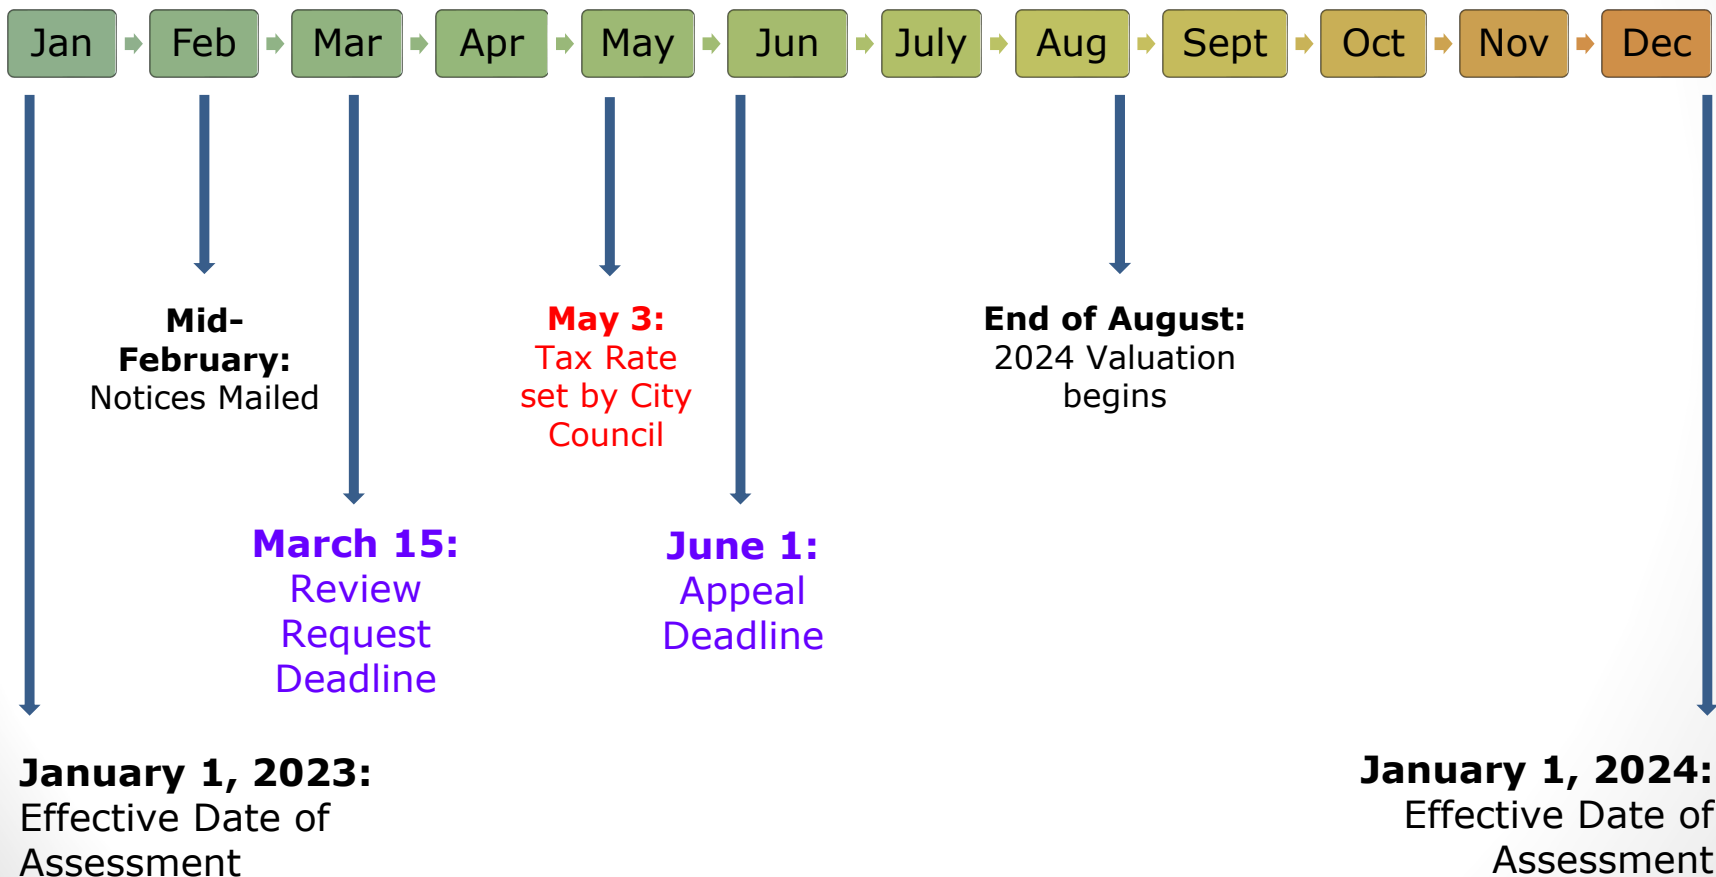 Jan
Feb
Mar
Apr
May
Jun
July
Aug
Sept
Oct
Nov
Dec
Mid-
February:
Notices Mailed
May 3:
Tax Rate
set by City
Council
End of August:
2024 Valuation
begins
March 15:
Review
Request
Deadline
June 1:
Appeal
Deadline
January 1, 2023:
Effective Date of
Assessment
January 1, 2024:
Effective Date of
Assessment